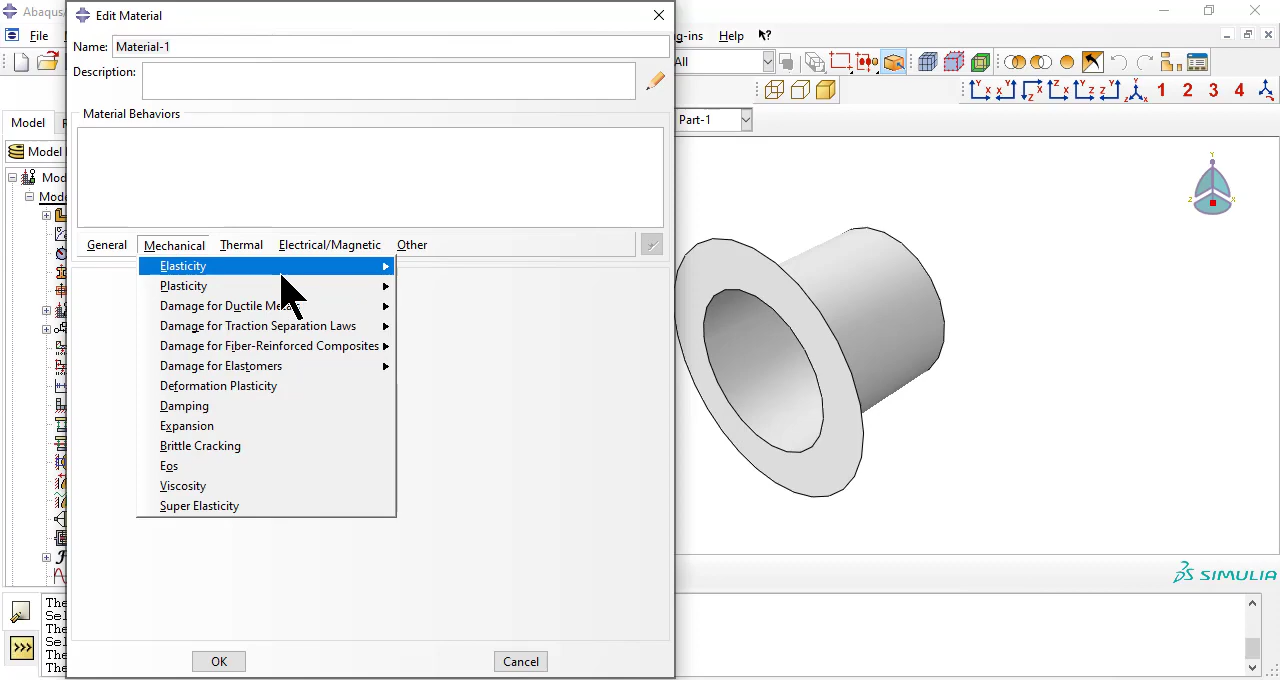 Abaqus/
Edit Material
File
g-ins
Help
Name: Material-1
Description:
All
1 2 3 4
Material Behaviors
Model
Part-1
Model
Mod
Mode
General Mechanical Thermal Electrical/Magnetic Other
Elasticity
Plasticity
Damage for Ductile Me
Damage for Traction Separation Laws
Damage for Fiber-Reinforced Composites
Damage for Elastomers
Deformation Plasticity
Damping
Expansion
Brittle Cracking
Eos
Viscosity
Super Elasticity
Y
Z X
SIMULIA
The
Sel
The
Sel
The
The
OK
Cancel